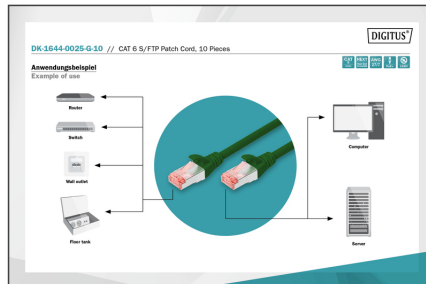 DIGITUS®
DK-1644-0025-G-10 // CAT 6 S/FTP Patch Cord, 10 Pieces
Anwendungsbeispiel
Example of use
CAT
Router
Switch
Wall outlet
Floor tank
Computer
Server